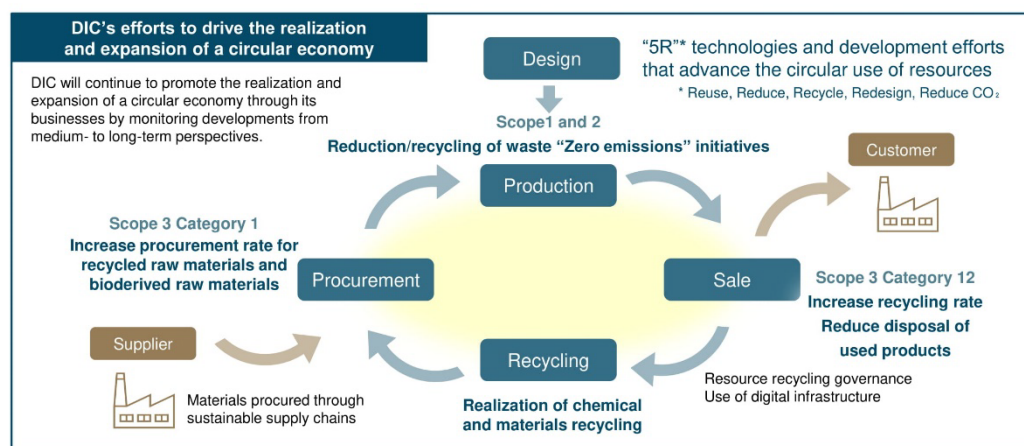 DIC's efforts to drive the realization
and expansion of a circular economy
DIC will continue to promote the realization and
expansion of a circular economy through its
businesses by monitoring developments from
medium- to long-term perspectives.
Design
"5R"* technologies and development efforts
that advance the circular use of resources
* Reuse, Reduce, Recycle, Redesign, Reduce CO₂
Scope1 and 2
Reduction/recycling of waste "Zero emissions" initiatives
Production
Customer
Scope 3 Category 1
Increase procurement rate for
recycled raw materials and
bioderived raw materials
Procurement
Sale
Scope 3 Category 12
Increase recycling rate
Reduce disposal of
used products
Supplier
Materials procured through
sustainable supply chains
Recycling
Realization of chemical
and materials recycling
Resource recycling governance
Use of digital infrastructure